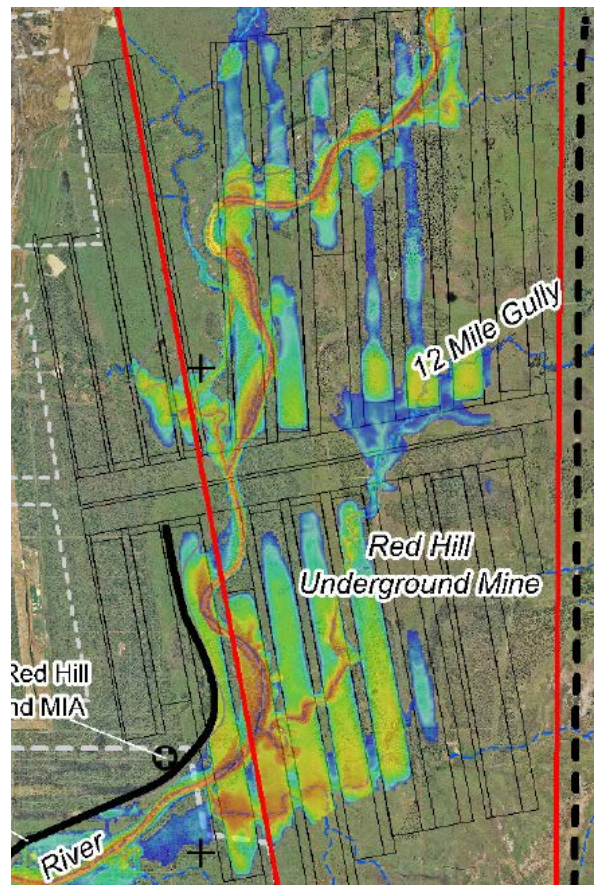 12 Mile Gully
Red Hill
Underground Mine
Red Hill
nd MIA
River